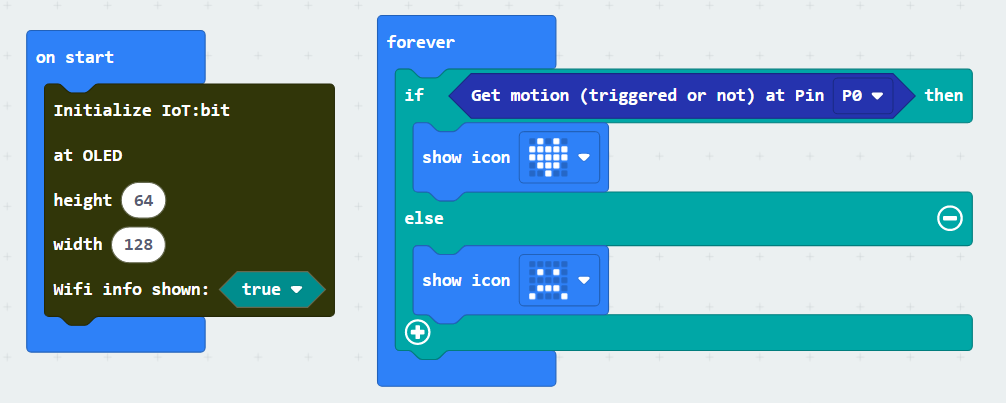 on start
Initialize IoT:bit
at OLED
height 64
width 128
Wifi info shown: true
forever
if Get motion (triggered or not) at Pin P0 then
show icon
else
show icon